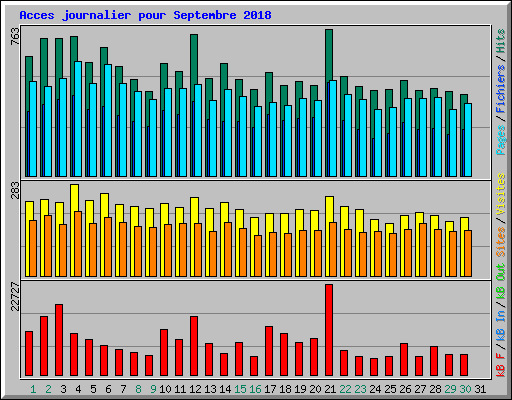 Acces journalier pour Septembre 2018
763
Pages / Fichiers / Hits
283
Sites / Visites
22727
kB F / kB In / kB Out
1 2 3 4 5 6 7 8 9 10 11 12 13 14 15 16 17 18 19 20 21 22 23 24 25 26 27 28 29 30 31